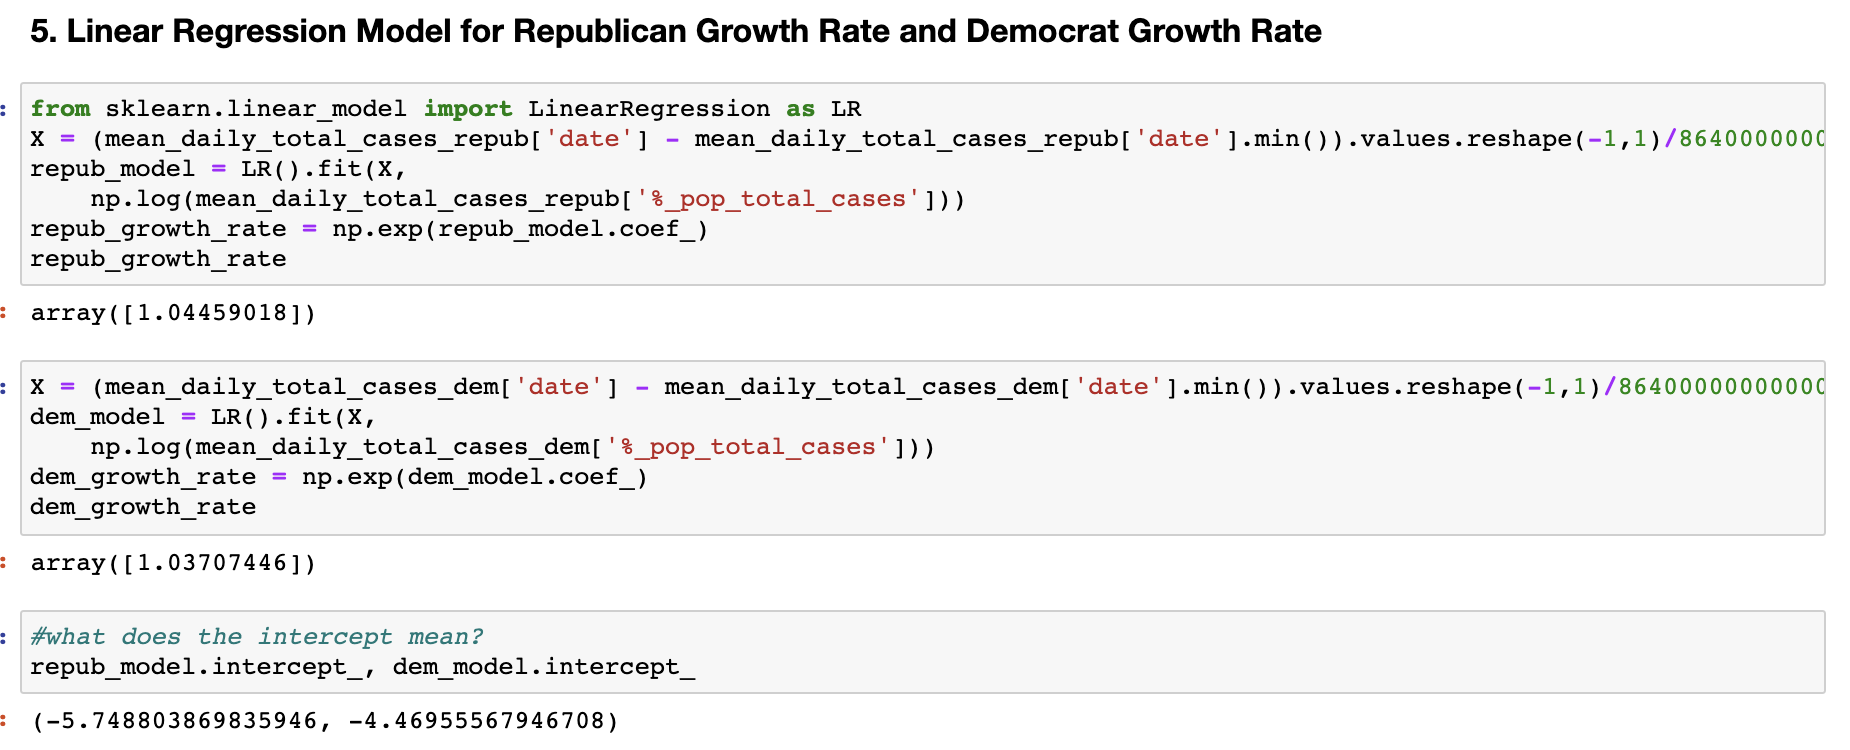 5. Linear Regression Model for Republican Growth Rate and Democrat Growth Rate
: from sklearn.linear_model import LinearRegression as LR
X = (mean_daily_total_cases_repub['date'] - mean_daily_total_cases_repub['date'].min()).values.reshape(-1,1)/8640000000
repub_model = LR().fit(X,
    np.log(mean_daily_total_cases_repub['%_pop_total_cases']))
repub_growth_rate = np.exp(repub_model.coef_)
repub_growth_rate
: array([1.04459018])
: X = (mean_daily_total_cases_dem['date'] - mean_daily_total_cases_dem['date'].min()).values.reshape(-1,1)/86400000000000
dem_model = LR().fit(X,
    np.log(mean_daily_total_cases_dem['%_pop_total_cases']))
dem_growth_rate = np.exp(dem_model.coef_)
dem_growth_rate
: array([1.03707446])
: #what does the intercept mean?
repub_model.intercept_, dem_model.intercept_
: (-5.748803869835946, -4.46955567946708)